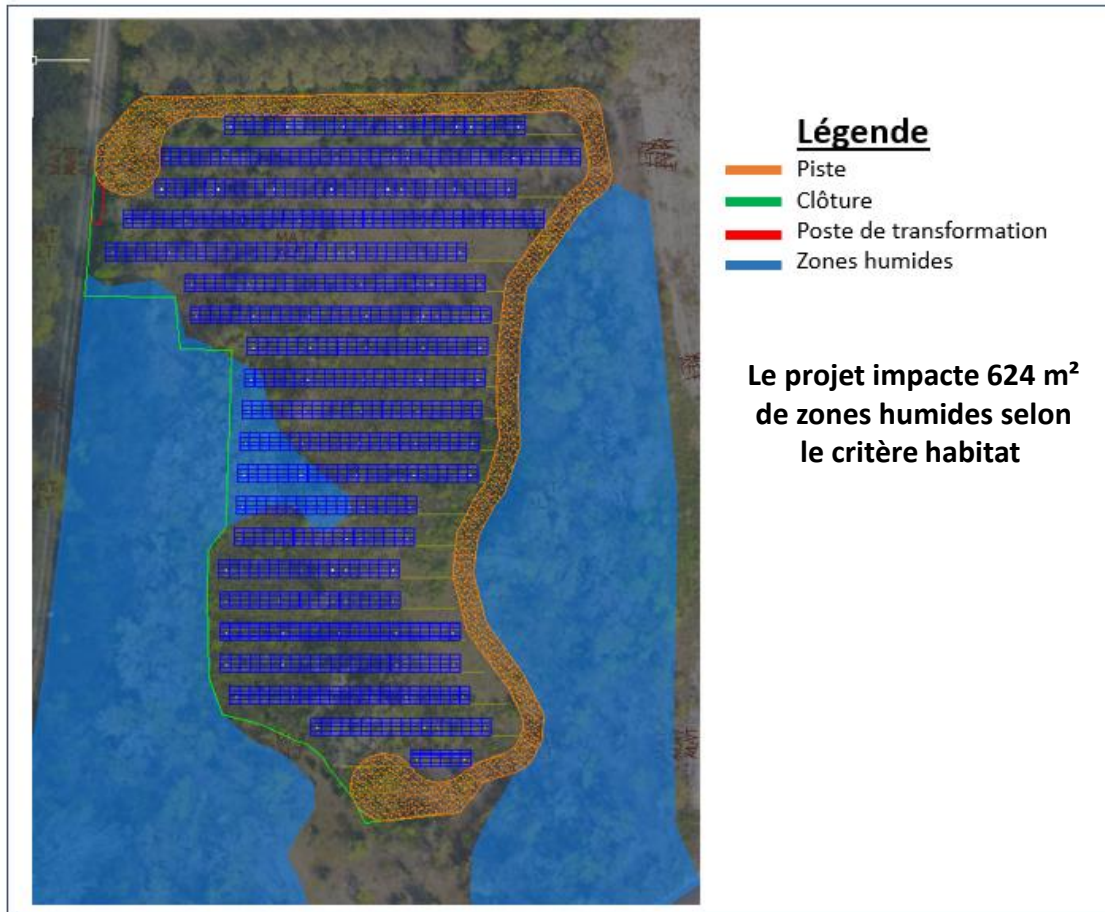 Légende
Piste
Clôture
Poste de transformation
Zones humides
Le projet impacte 624 m²
de zones humides selon
le critère habitat